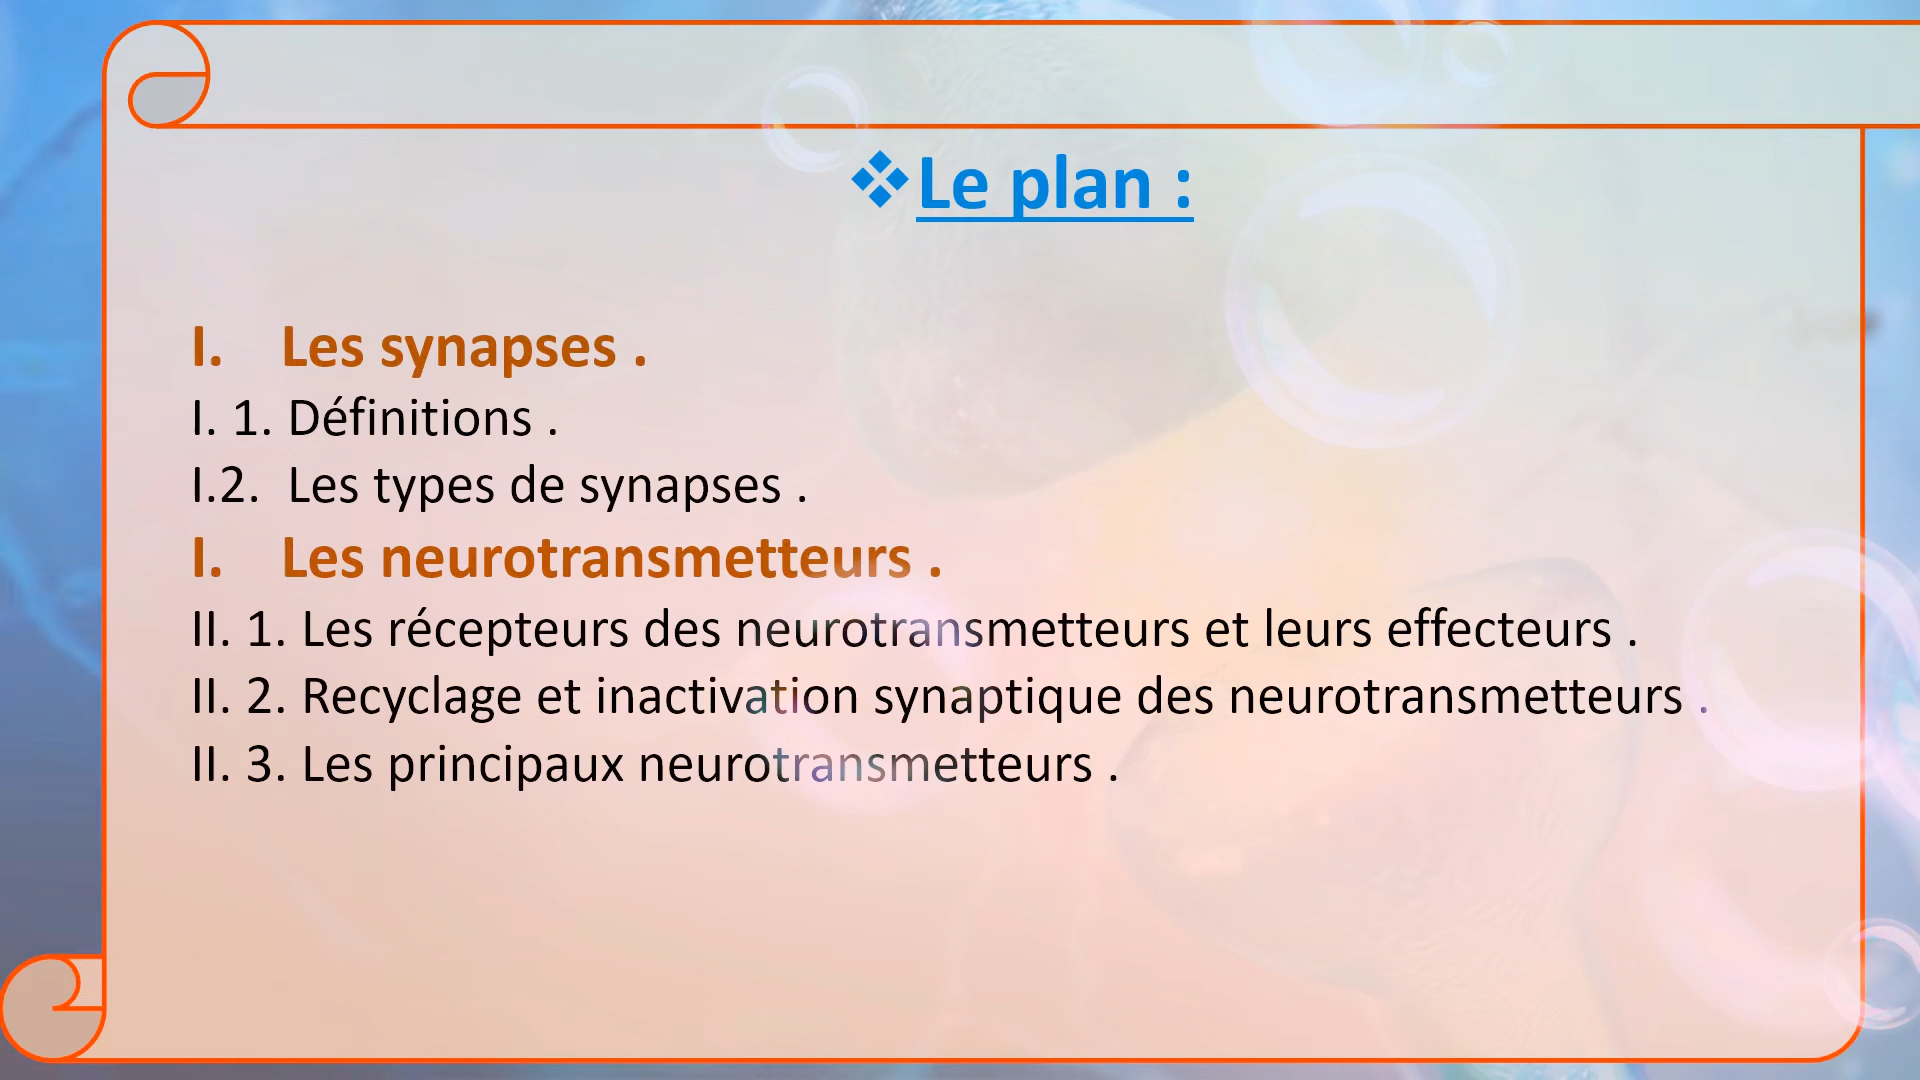 ❖Le plan :
I. Les synapses .
I. 1. Définitions .
I.2. Les types de synapses .
I. Les neurotransmetteurs .
II. 1. Les récepteurs des neurotransmetteurs et leurs effecteurs .
II. 2. Recyclage et inactivation synaptique des neurotransmetteurs .
II. 3. Les principaux neurotransmetteurs .